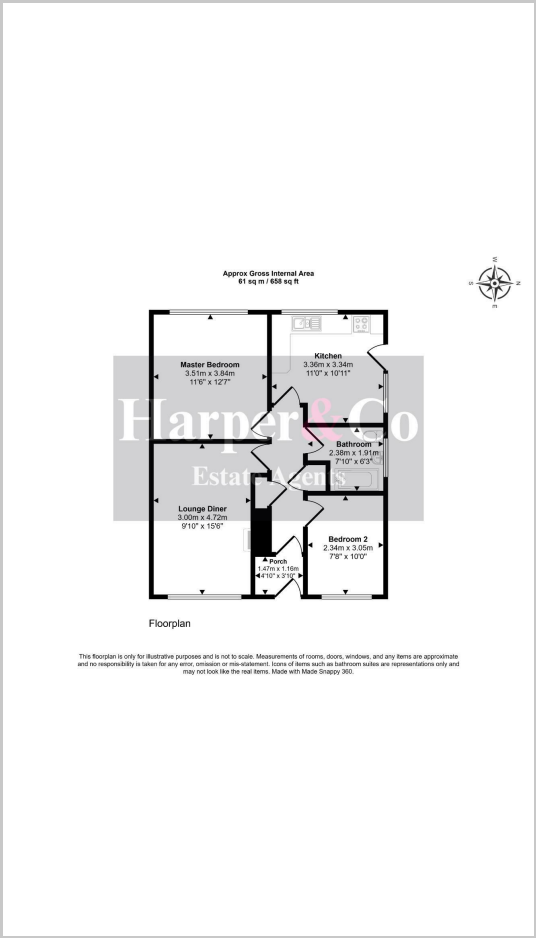 Approx Gross Internal Area
61 sq m / 658 sq ft
W
S
N
E
Master Bedroom
3.51m x 3.84m
11'6" x 12'7"
Kitchen
3.36m x 3.34m
11'0" x 10'11"
Harper&Co
Estate Agents
Bathroom
2.38m x 1.91m
7'10" x 6'3"
Lounge Diner
3.00m x 4.72m
9'10" x 15'6"
Bedroom 2
2.34m x 3.05m
7'8" x 10'0"
Porch
1.47m x 1.16m
4'10" x 3'10"
Floorplan
This floorplan is only for illustrative purposes and is not to scale. Measurements of rooms, doors, windows, and any items are approximate
and no responsibility is taken for any error, omission or mis-statement. Icons of items such as bathroom suites are representations only and
may not look like the real items. Made with Made Snappy 360.